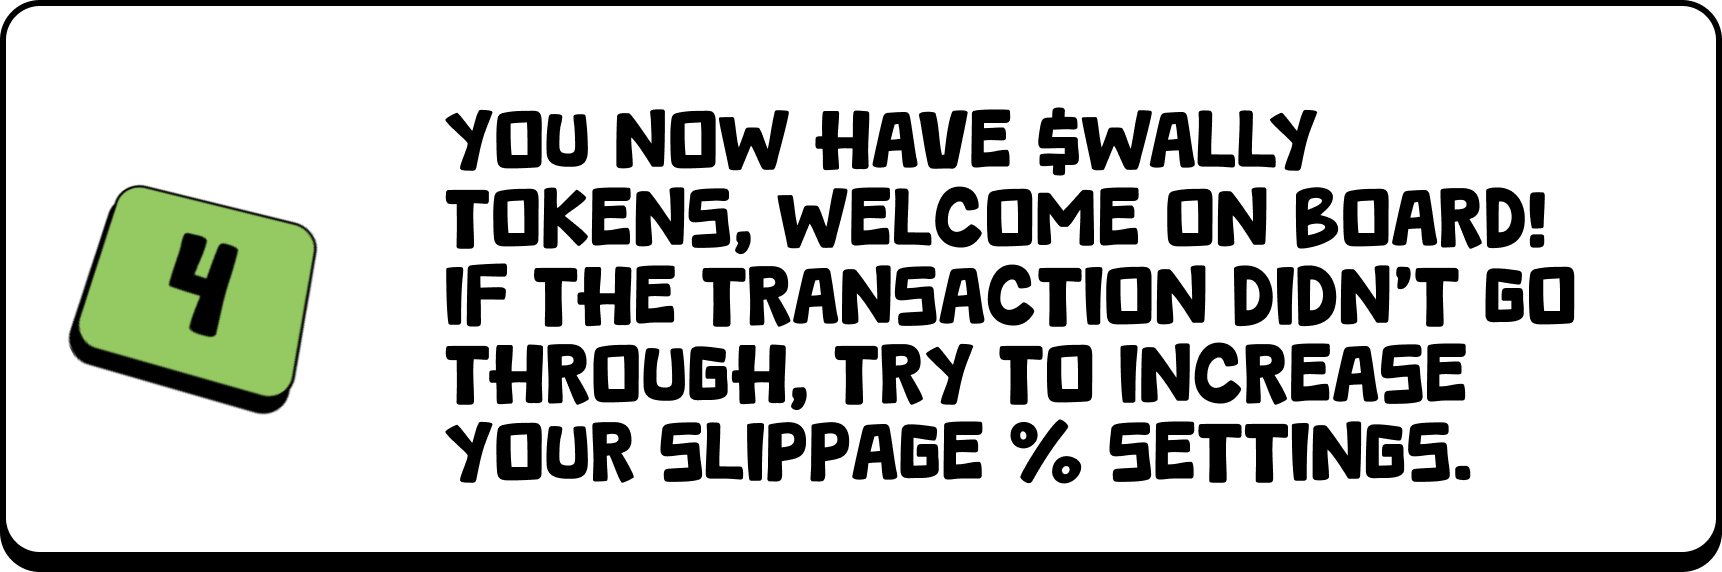 4
YOU NOW HAVE $WALLY
TOKENS, WELCOME ON BOARD!
IF THE TRANSACTION DIDN'T GO
THROUGH, TRY TO INCREASE
YOUR SLIPPAGE % SETTINGS.